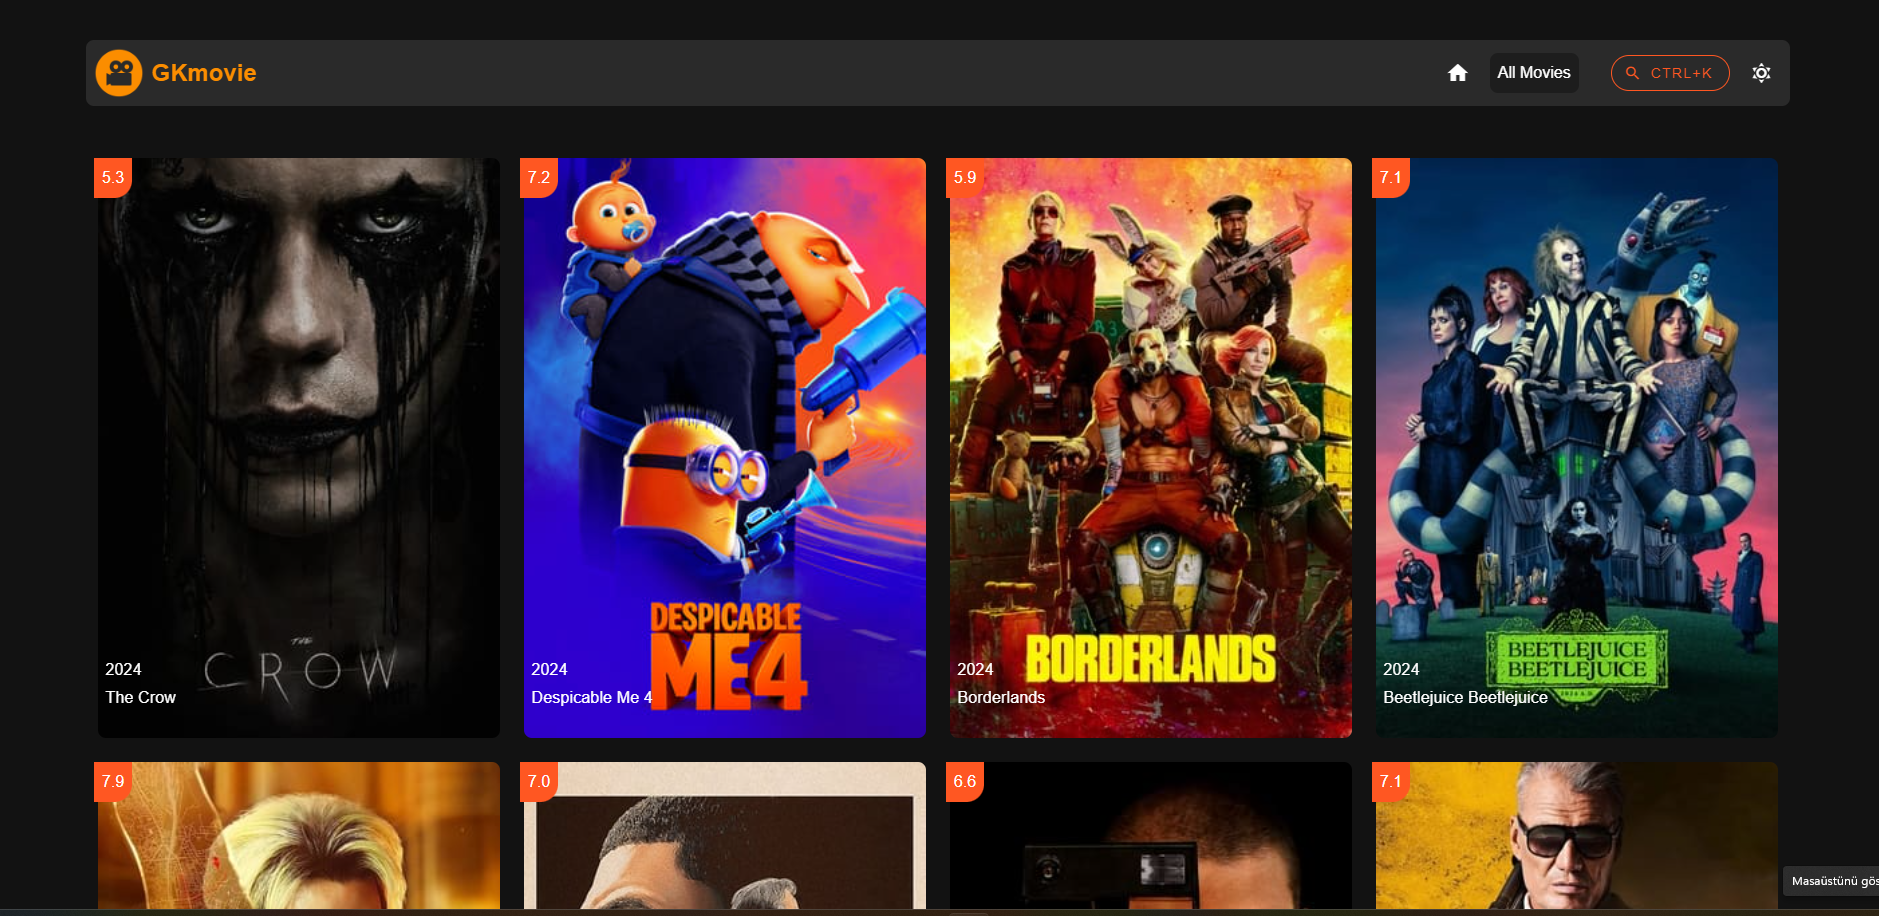 GKmovie
All Movies
CTRL+K
5.3
7.2
5.9
7.1
THE
CROW
2024
The Crow
DESPICABLE
ME4
2024
Despicable Me 4
BORDERLANDS
2024
Borderlands
BEETLEJUICE
BEETLEJUICE
2024
Beetlejuice Beetlejuice
7.9
7.0
6.6
7.1
Masaüstünü gös